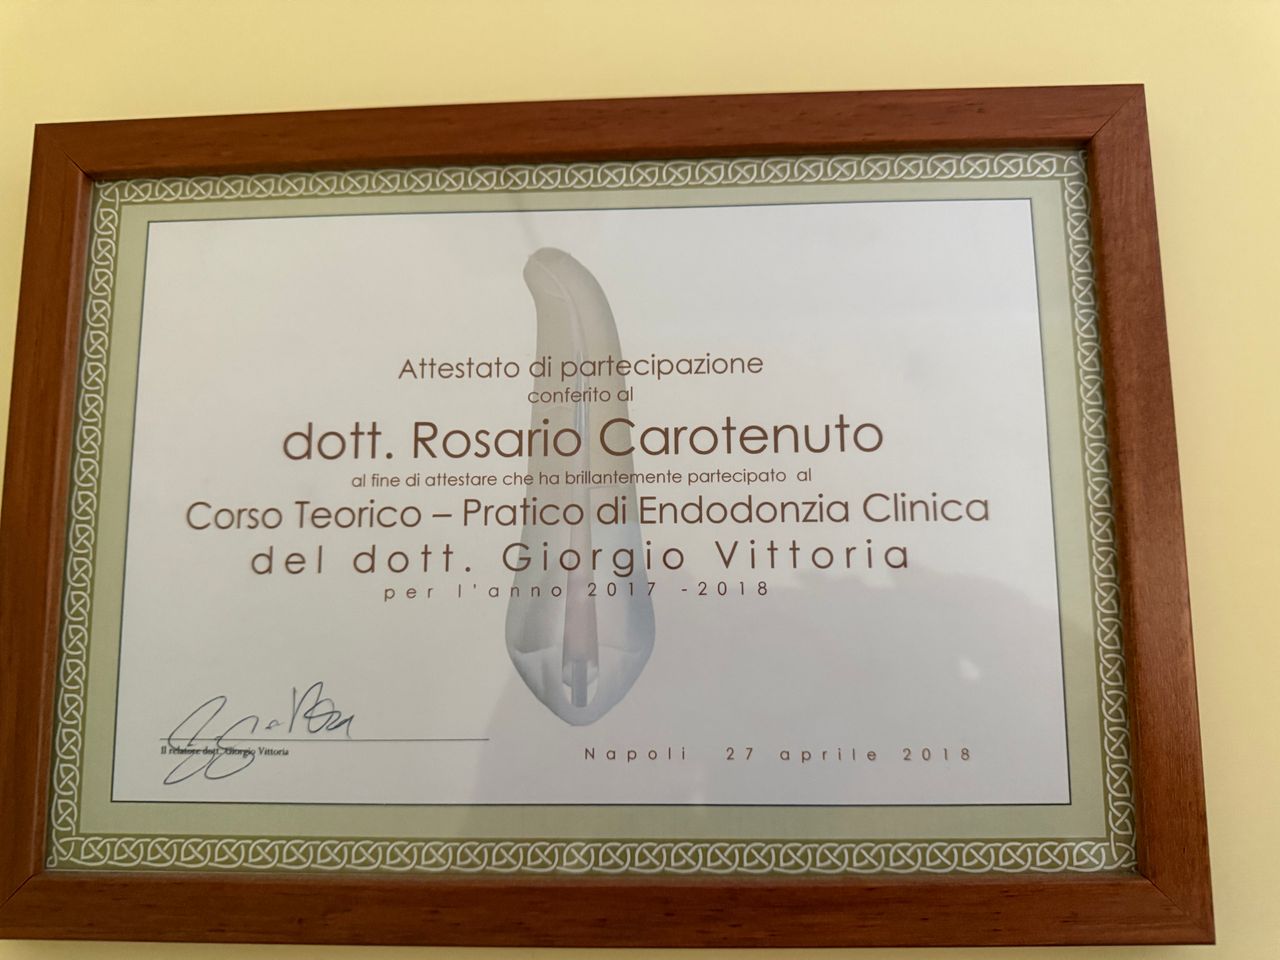 Attestato di partecipazione
conferito al
dott. Rosario Carotenuto
al fine di attestare che ha brillantemente partecipato al
Corso Teorico – Pratico di Endodonzia Clinica
del dott. Giorgio Vittoria
per l'anno 2017 -2018
Il relatore dott. Giorgio Vittoria
Napoli 27 aprile 2018